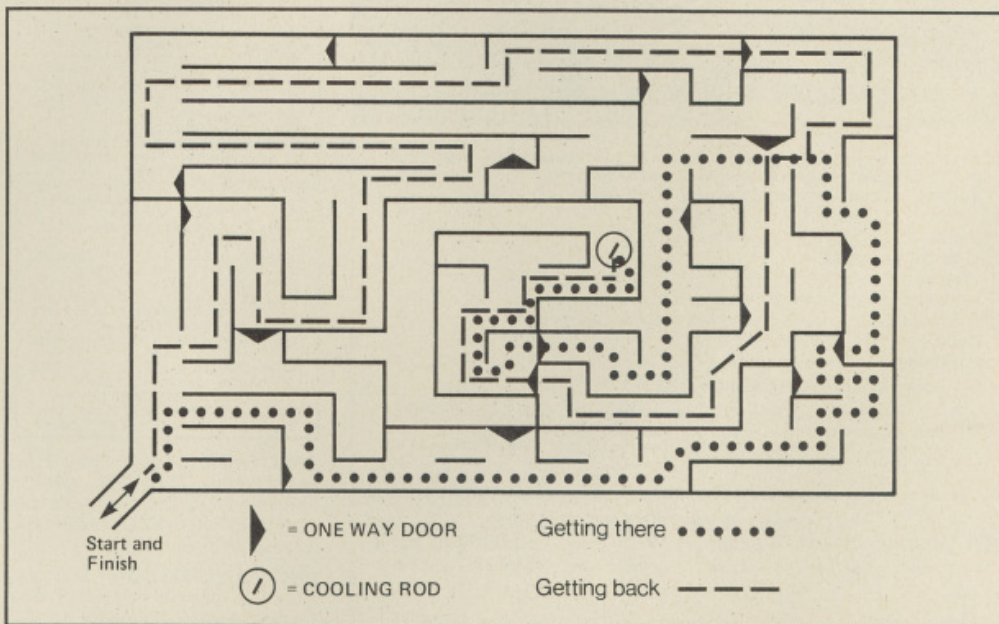 Start and
Finish
= ONE WAY DOOR
= COOLING ROD
Getting there
Getting back